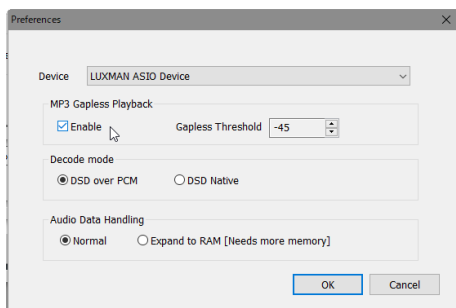 Preferences
Device LUXMAN ASIO Device
MP3 Gapless Playback
Enable Gapless Threshold -45
Decode mode
DSD over PCM DSD Native
Audio Data Handling
Normal Expand to RAM [Needs more memory]
OK Cancel